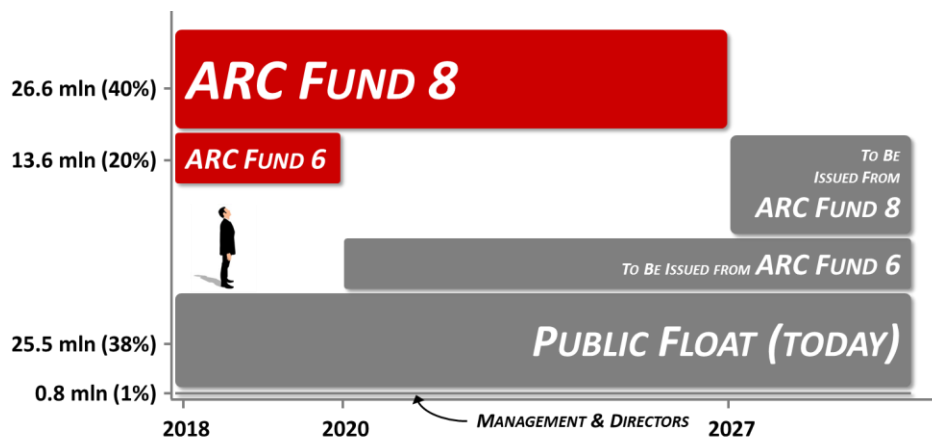 ARC FUND 8
26.6 mln (40%)
13.6 mln (20%)
ARC FUND 6
TO BE
ISSUED FROM
ARC FUND 8
TO BE ISSUED FROM ARC FUND 6
25.5 mln (38%)
PUBLIC FLOAT (TODAY)
0.8 mln (1%)
MANAGEMENT & DIRECTORS
2018
2020
2027